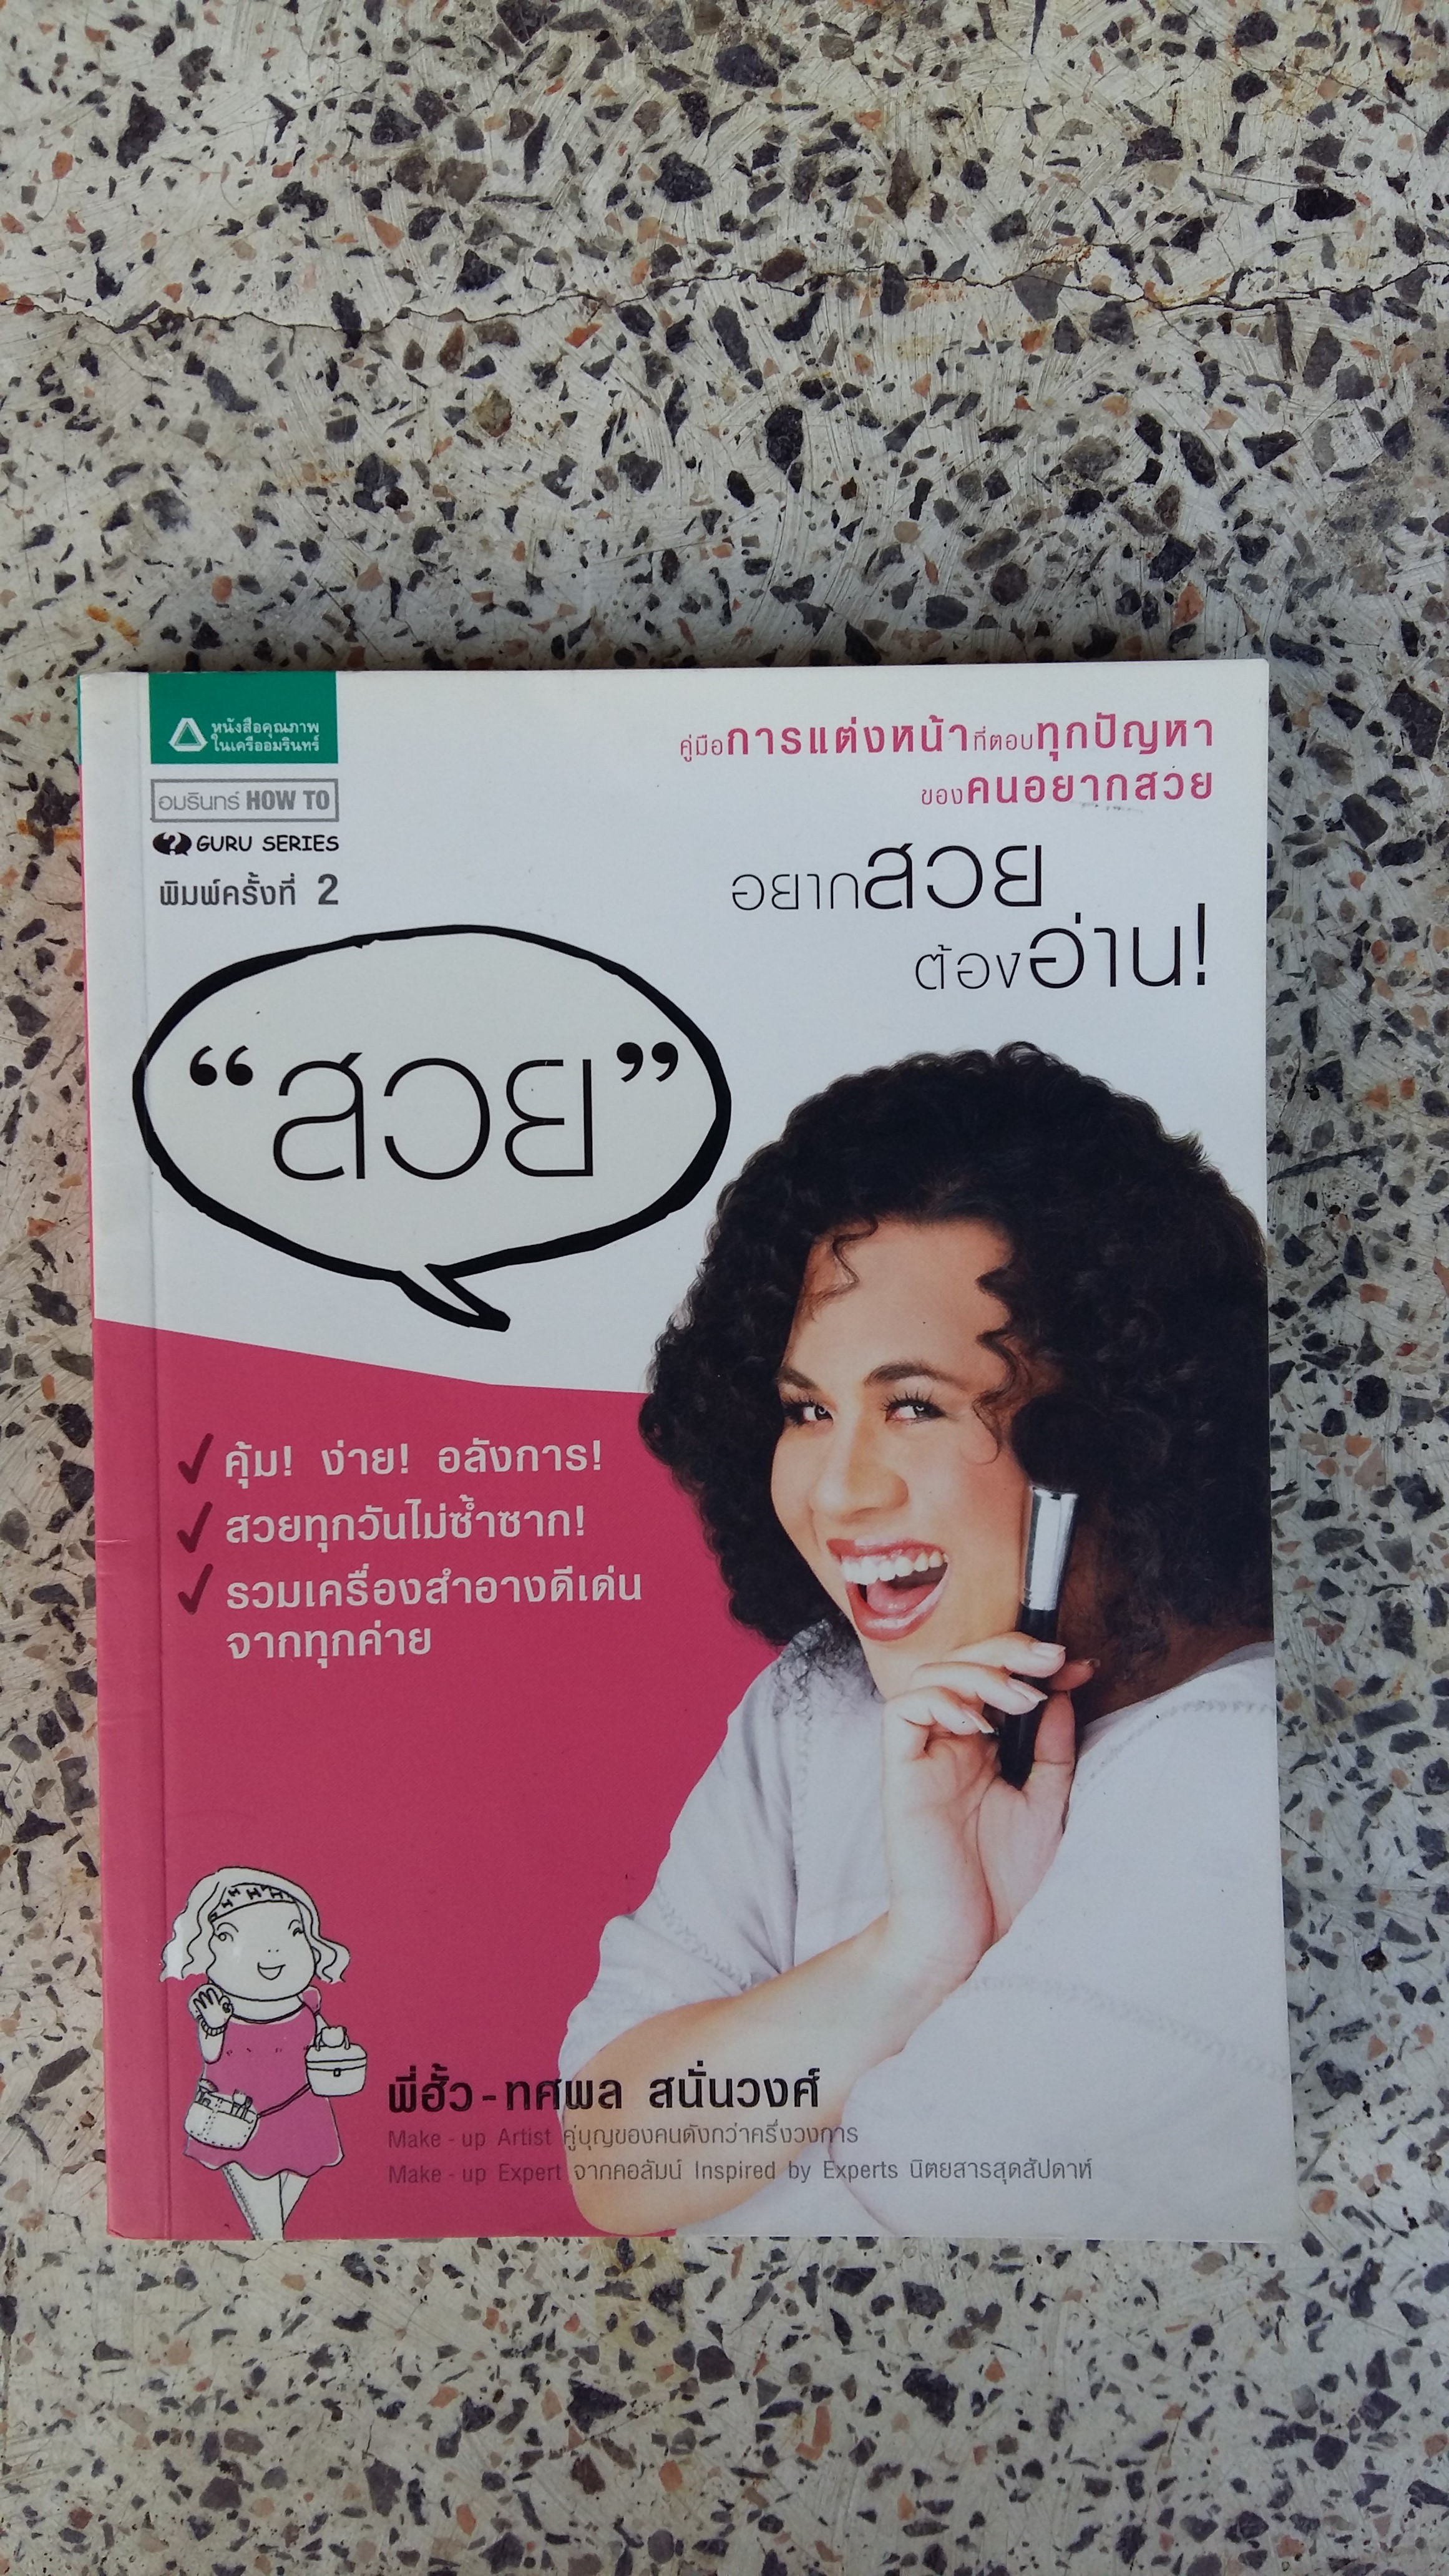 หนังสือคุณภาพ
ในเครืออมรินทร์
อมรินทร์ HOW TO
? GURU SERIES
พิมพ์ครั้งที่ 2
คู่มือการแต่งหน้าที่ตอบทุกปัญหา
ของคนอยากสวย
อยากสวย
ต้องอ่าน!
“สวย”
คุ้ม! ง่าย! อลังการ!
สวยทุกวันไม่ซ้ำซาก!
รวมเครื่องสำอางดีเด่น
จากทุกค่าย
พี่ฮั้ว - ทศพล สนั่นวงศ์
Make - up Artist คู่บุญของคนดังกว่าครึ่งวงการ
Make - up Expert จากคอลัมน์ Inspired by Experts นิตยสารสุดสัปดาห์